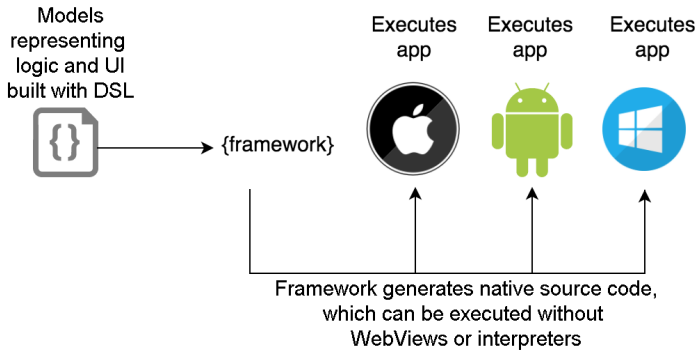 Models
representing
logic and UI
built with DSL
{ }
{framework}
Executes
app
Executes
app
Executes
app
Framework generates native source code,
which can be executed without
WebViews or interpreters